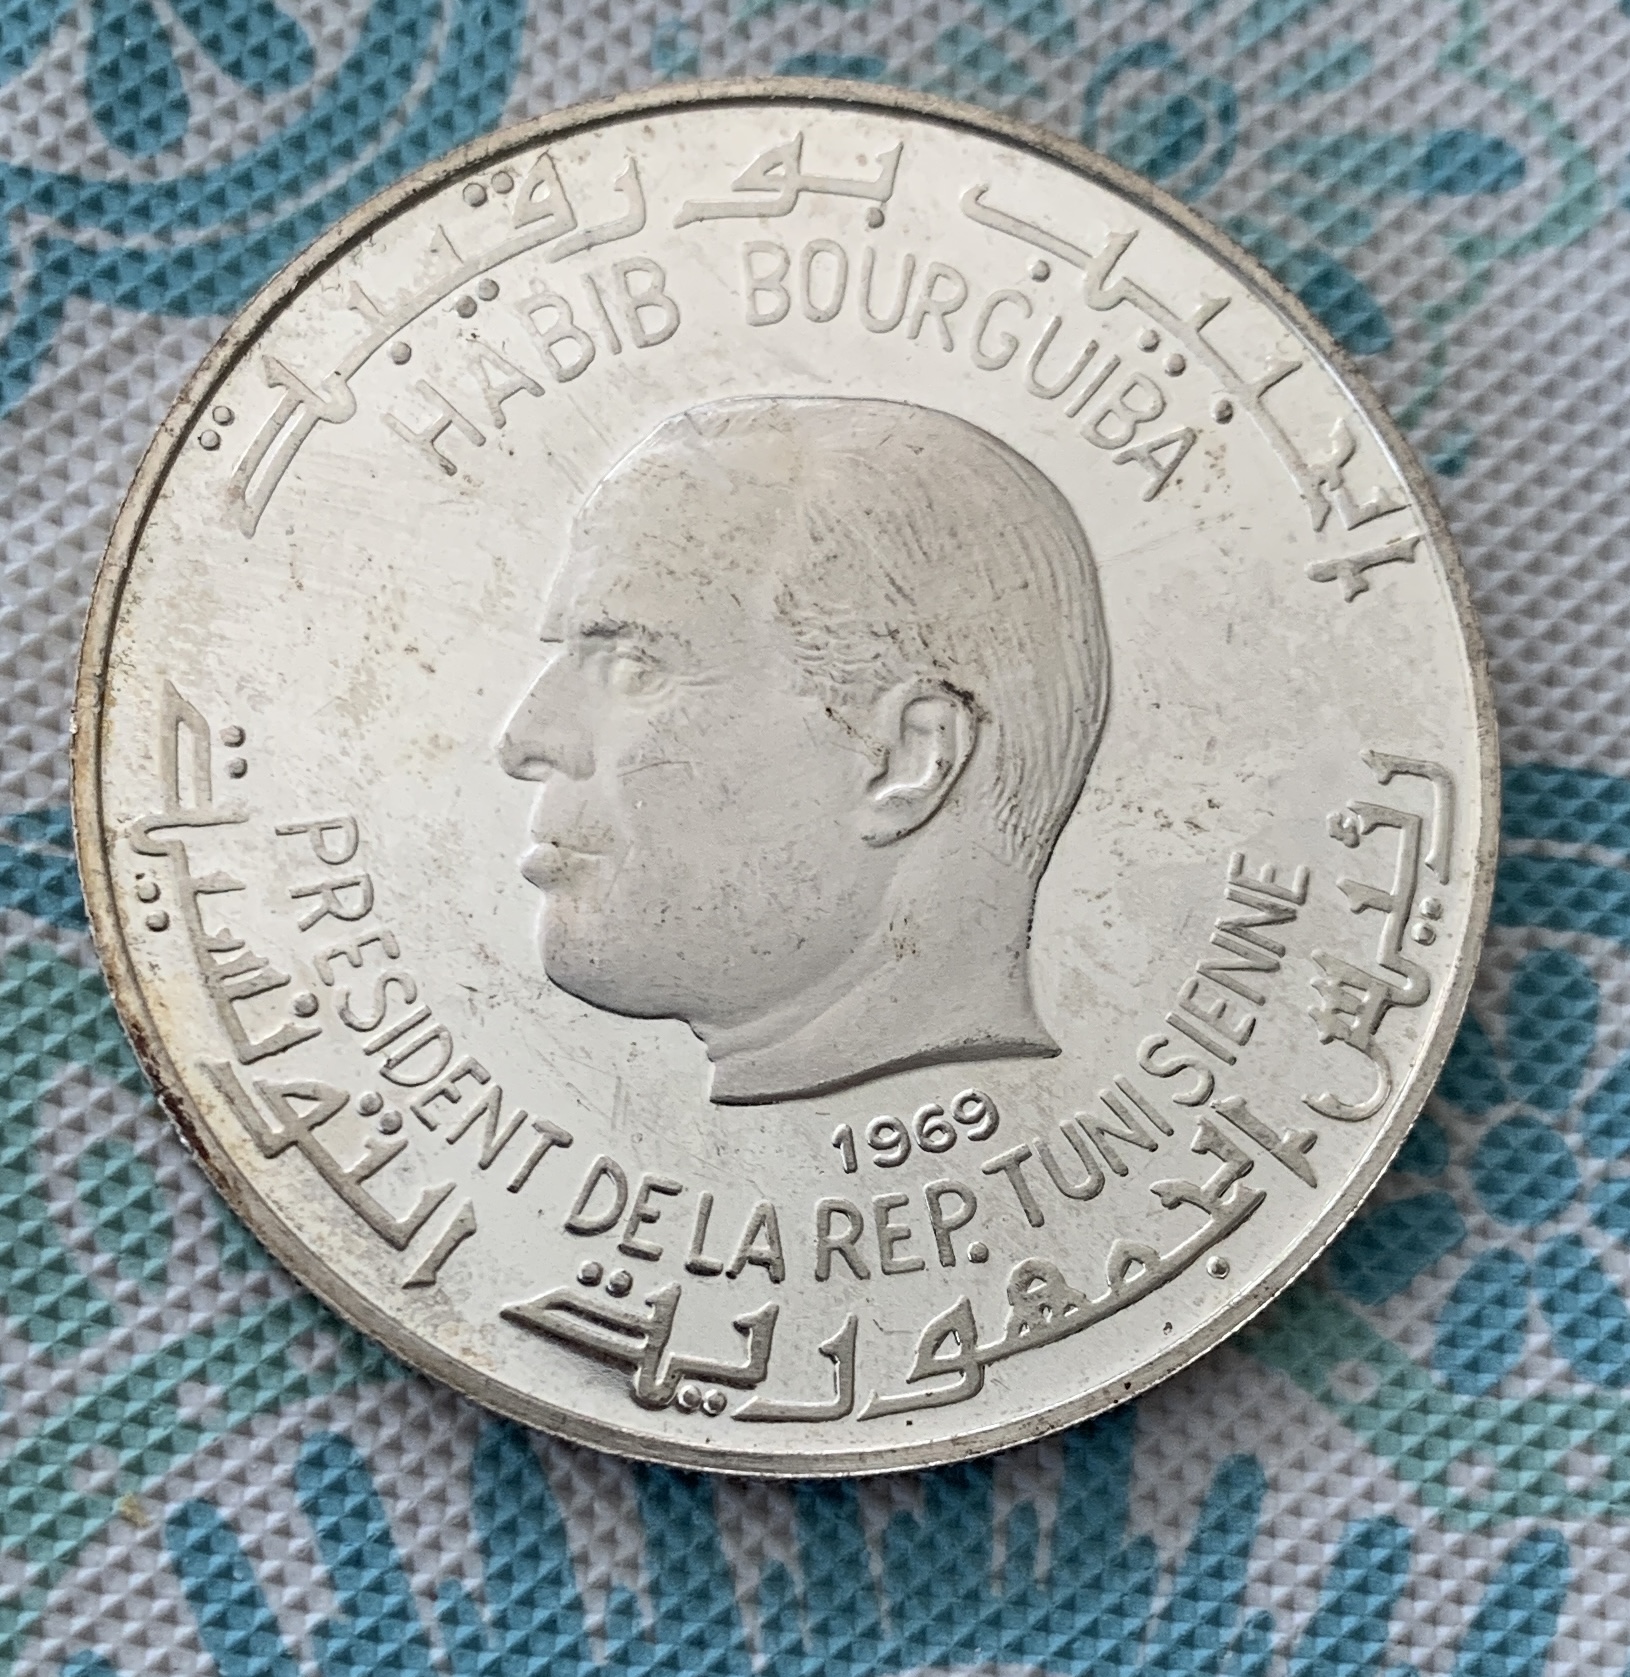 الحبيب بورقيبة
HABIB BOURGUIBA
1969
PRESIDENT DE LA REP. TUNISIENNE
رئيس الجمهورية التونسية